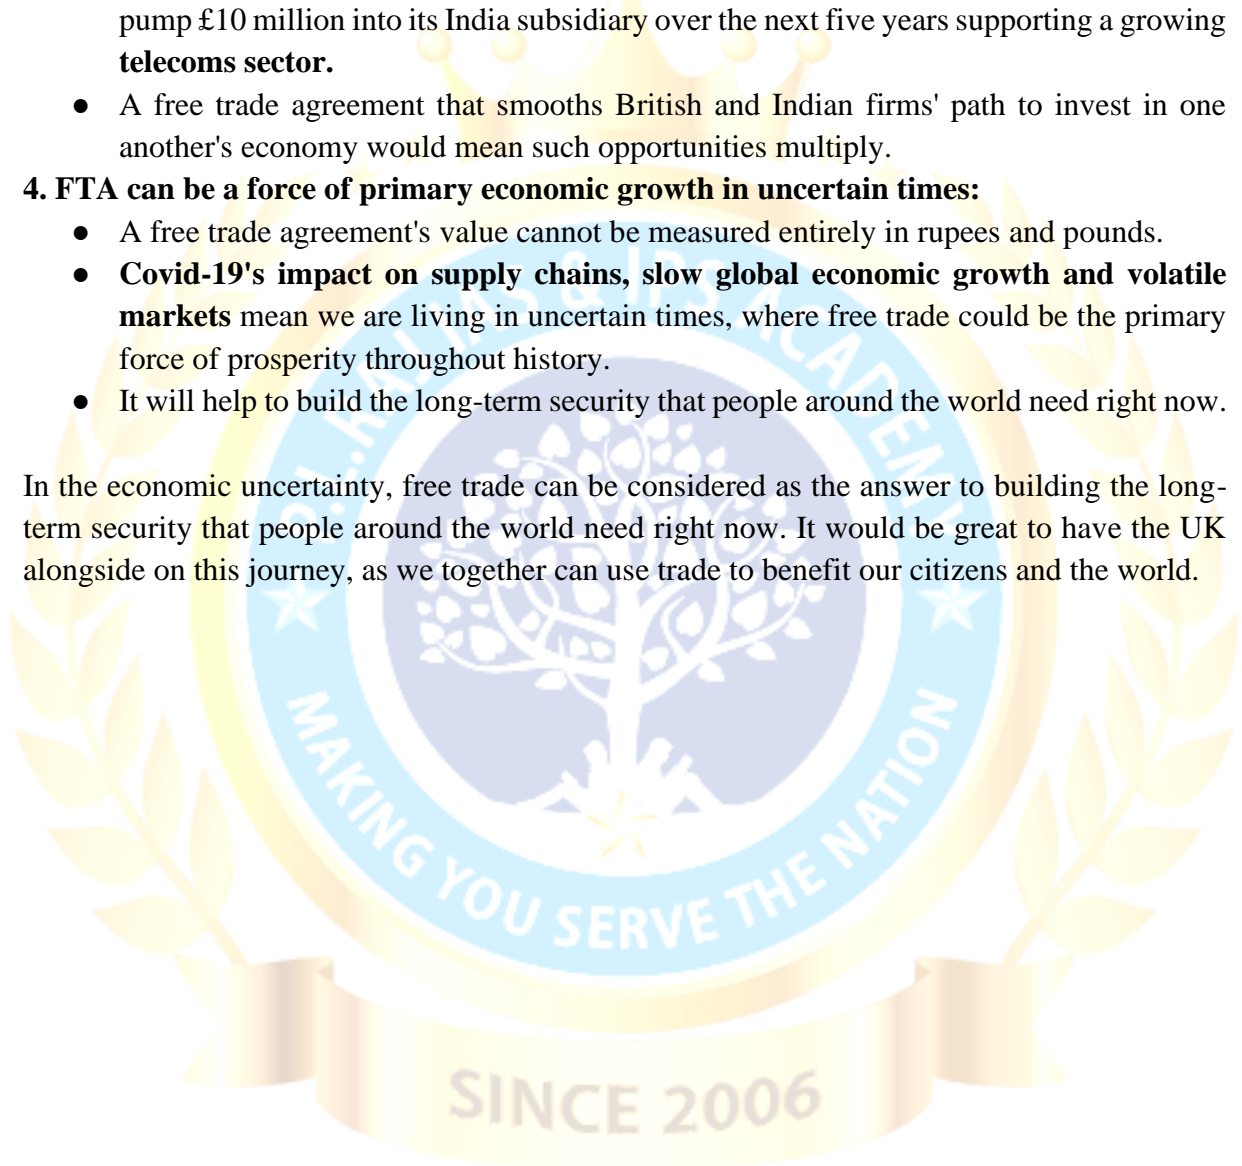 pump £10 million into its India subsidiary over the next five years supporting a growing
telecoms sector.
● A free trade agreement that smooths British and Indian firms' path to invest in one
another's economy would mean such opportunities multiply.
4. FTA can be a force of primary economic growth in uncertain times:
● A free trade agreement's value cannot be measured entirely in rupees and pounds.
● Covid-19's impact on supply chains, slow global economic growth and volatile
markets mean we are living in uncertain times, where free trade could be the primary
force of prosperity throughout history.
● It will help to build the long-term security that people around the world need right now.
In the economic uncertainty, free trade can be considered as the answer to building the long-
term security that people around the world need right now. It would be great to have the UK
alongside on this journey, as we together can use trade to benefit our citizens and the world.
RAJ IAS & IPS ACADEMY
MAKING YOU SERVE THE NATION
SINCE 2006